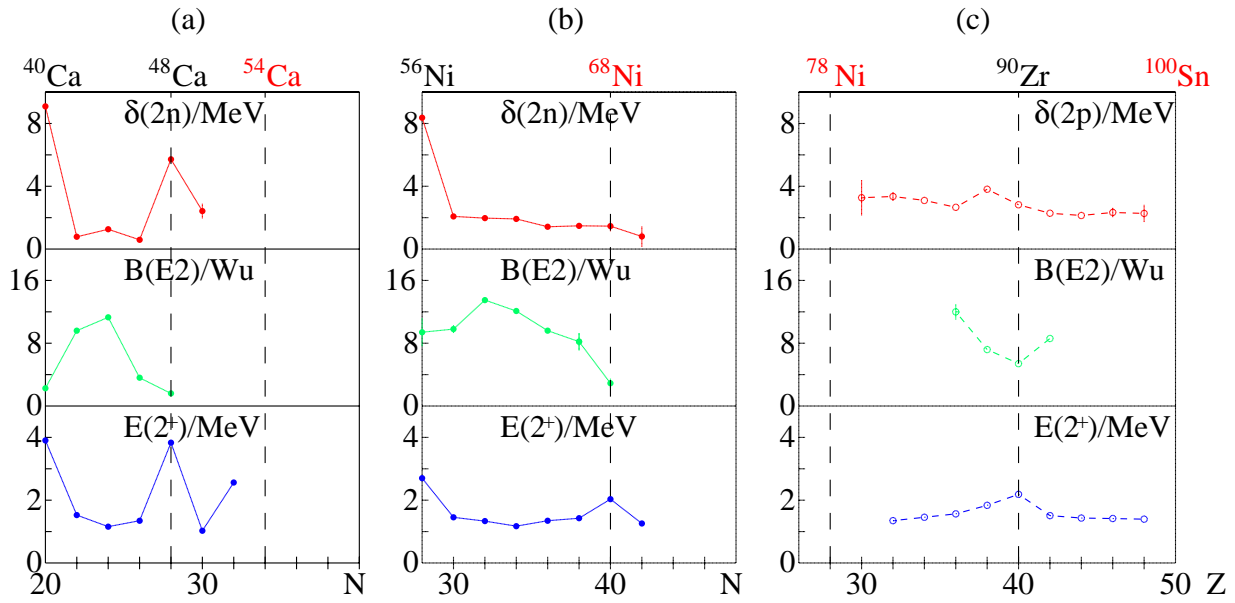 (a) (b) (c)
⁴⁰Ca ⁴⁸Ca ⁵⁴Ca ⁵⁶Ni ⁶⁸Ni ⁷⁸Ni ⁹⁰Zr ¹⁰⁰Sn
δ(2n)/MeV δ(2n)/MeV δ(2p)/MeV
8 8 8
4 4 4
0 0 0
B(E2)/Wu B(E2)/Wu B(E2)/Wu
16 16 16
8 8 8
0 0 0
E(2⁺)/MeV E(2⁺)/MeV E(2⁺)/MeV
4 4 4
2 2 2
0 0 0
20 30 N 30 40 N 30 40 50 Z